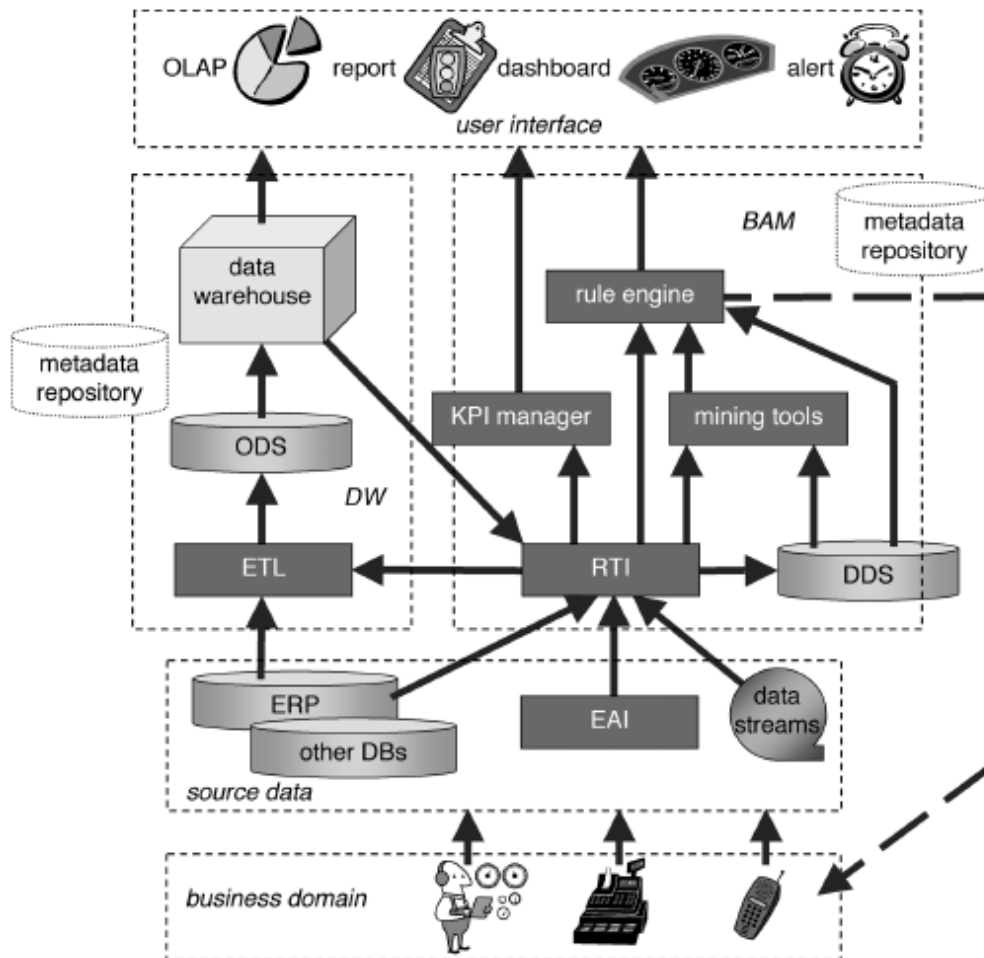 OLAP
report
dashboard
alert
user interface
BAM
metadata
repository
data
warehouse
rule engine
metadata
repository
KPI manager
mining tools
ODS
DW
ETL
RTI
DDS
ERP
EAI
data
streams
other DBs
source data
business domain